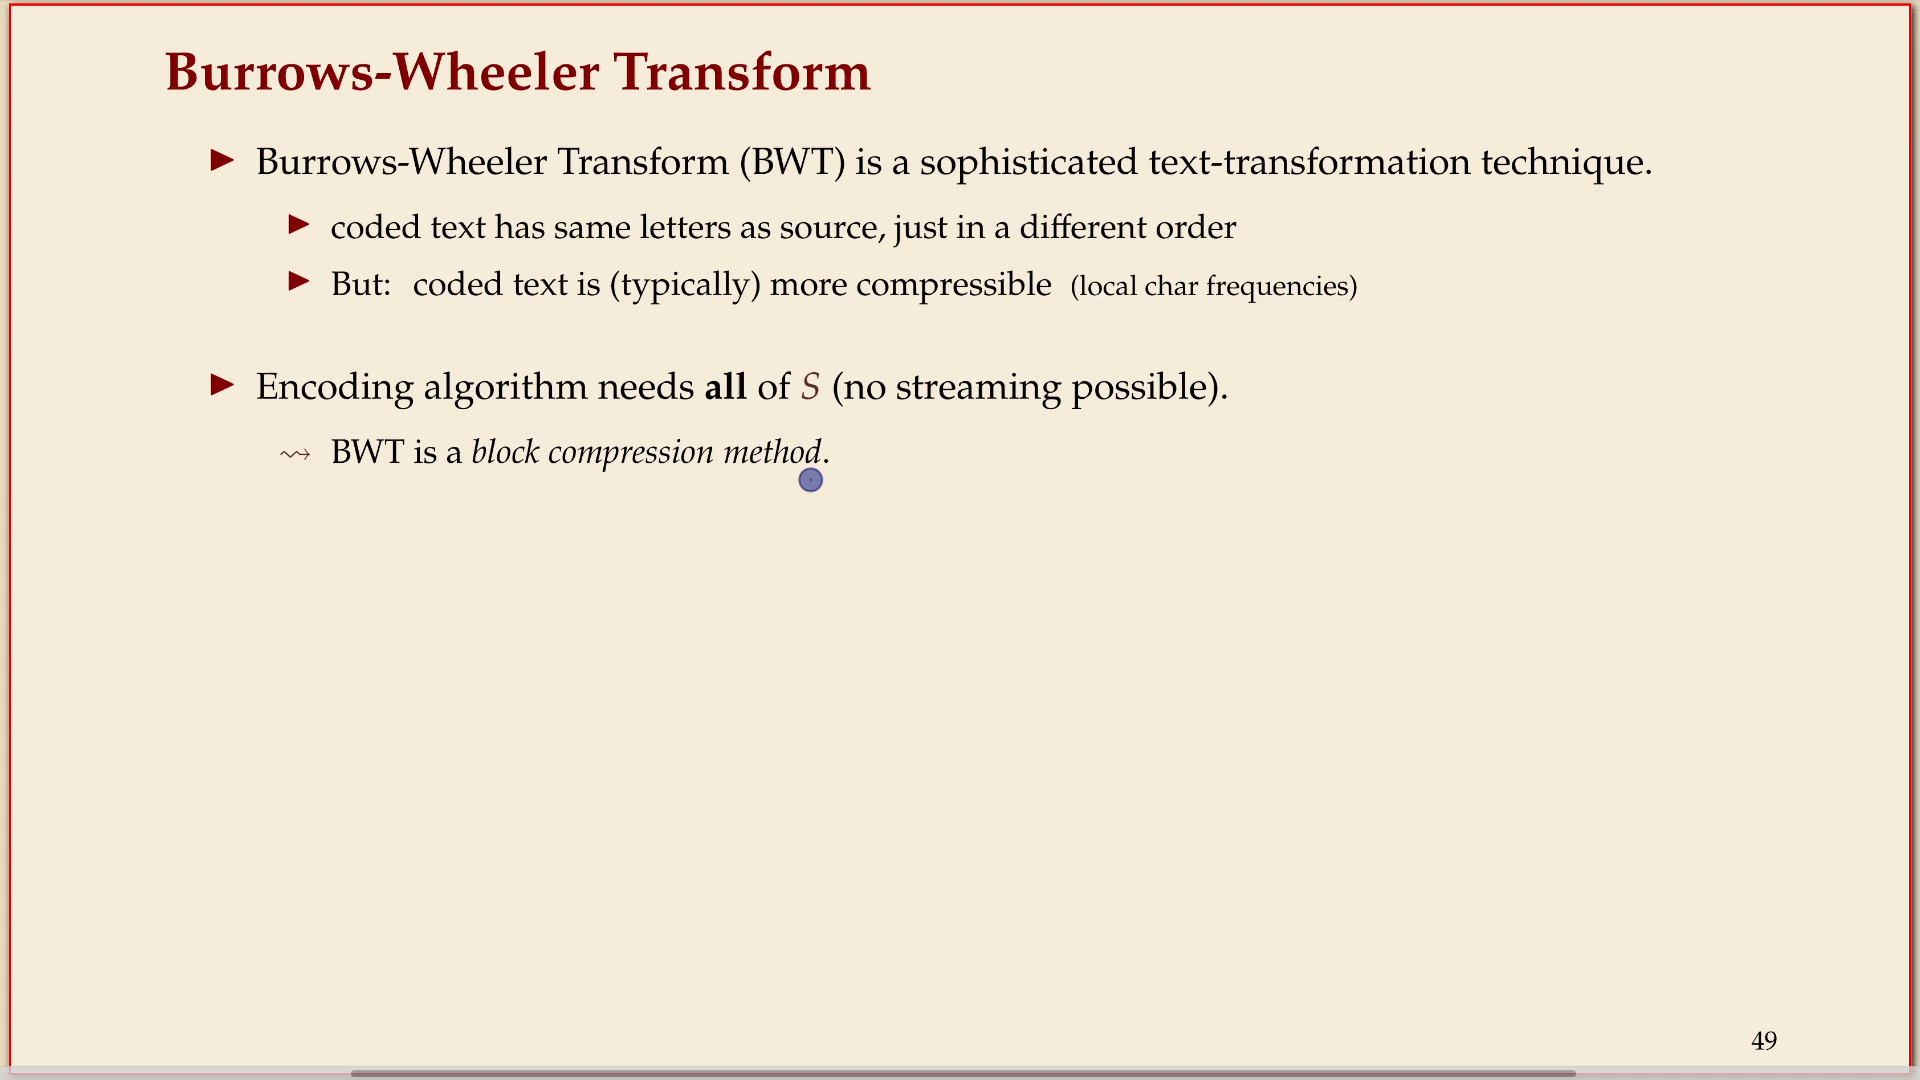 Burrows-Wheeler Transform
▶ Burrows-Wheeler Transform (BWT) is a sophisticated text-transformation technique.
▶ coded text has same letters as source, just in a different order
▶ But: coded text is (typically) more compressible (local char frequencies)
▶ Encoding algorithm needs all of S (no streaming possible).
⇝ BWT is a block compression method.
49